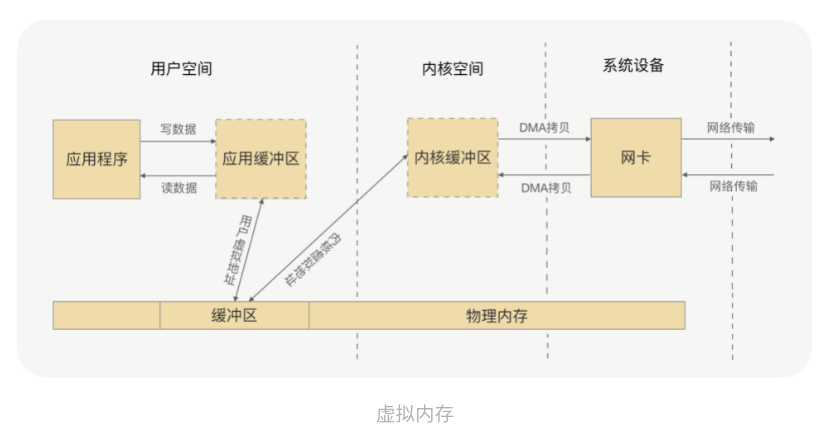 用户空间
内核空间
系统设备
应用程序
写数据
读数据
应用缓冲区
内核缓冲区
DMA拷贝
DMA拷贝
网卡
网络传输
网络传输
用户虚拟地址
内核虚拟地址
缓冲区
物理内存
虚拟内存